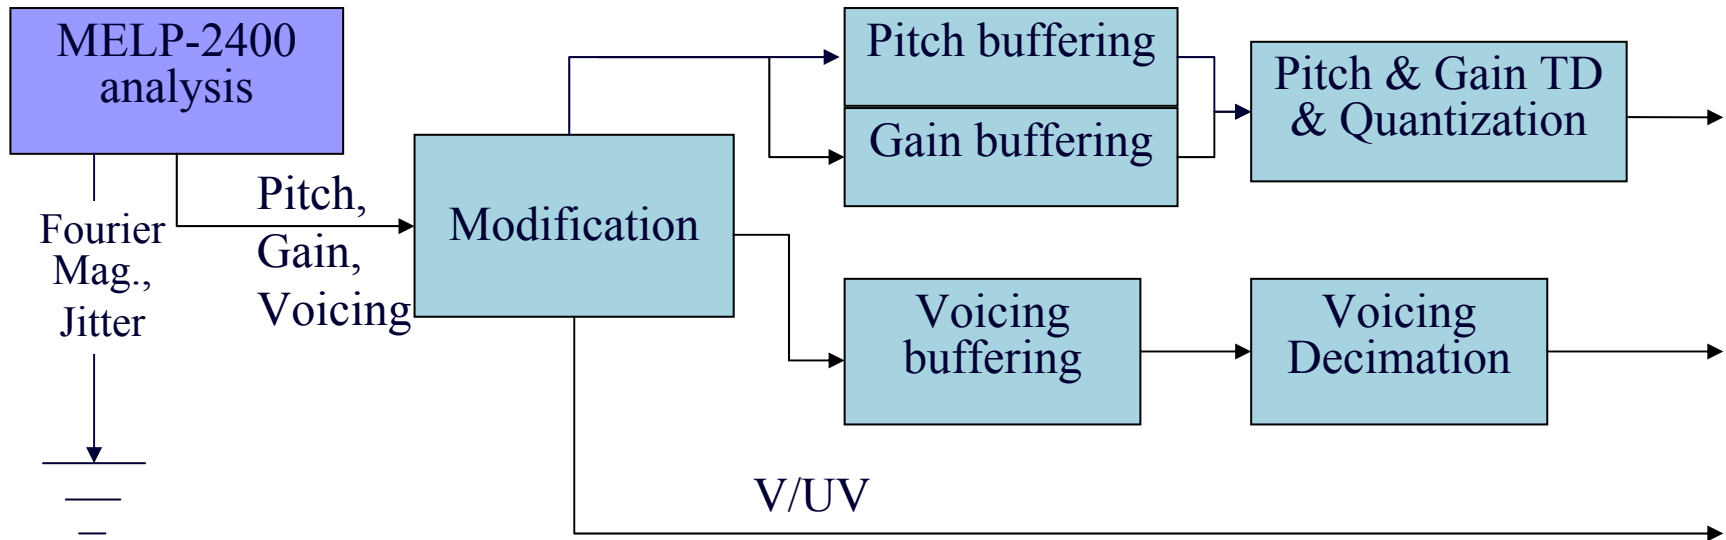 MELP-2400
analysis
Fourier
Mag.,
Jitter
Pitch,
Gain,
Voicing
Modification
Pitch buffering
Gain buffering
Pitch & Gain TD
& Quantization
Voicing
buffering
Voicing
Decimation
V/UV